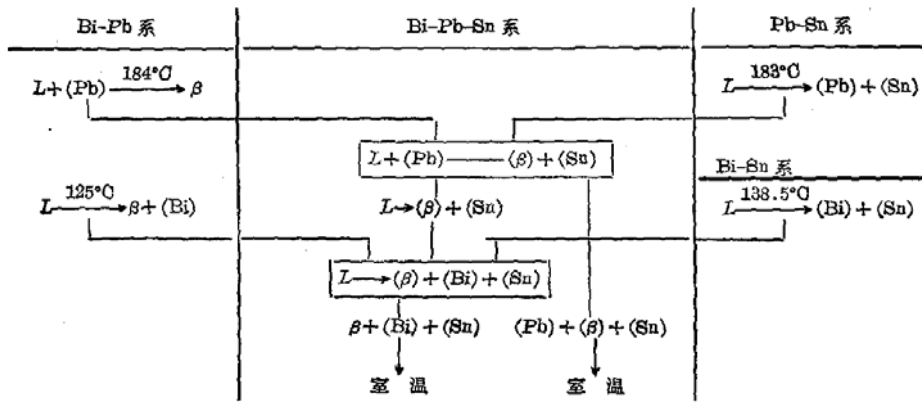 Bi-Pb 系
Bi-Pb-Sn 系
Pb-Sn 系
184°C
L+(Pb)⟶β
183°C
L⟶(Pb)+(Sn)
L+(Pb)——(β)+(Sn)
Bi-Sn 系
125°C
L⟶β+(Bi)
L→(β)+(Sn)
138.5°C
L⟶(Bi)+(Sn)
L⟶(β)+(Bi)+(Sn)
β+(Bi)+(Sn)
(Pb)+(β)+(Sn)
室 温
室 温